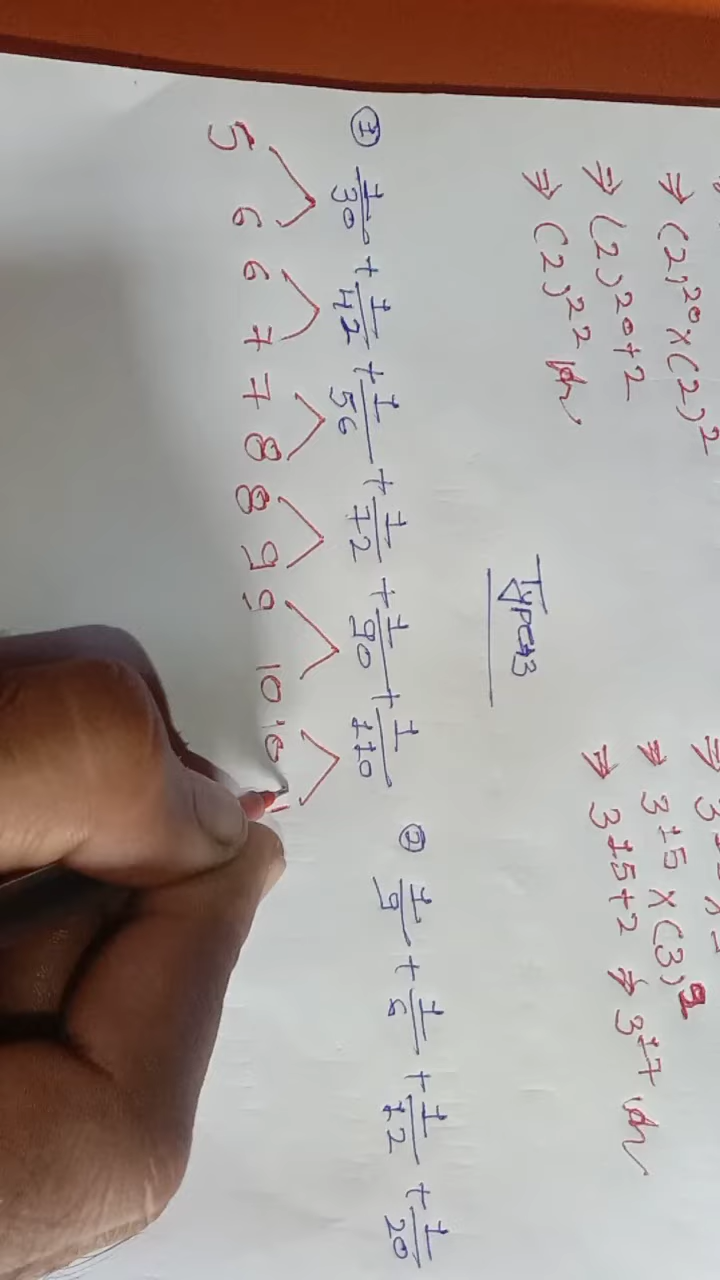 ⇒ (2)²⁰ × (2)²
⇒ (2)²⁰⁺²
⇒ (2)²² Ans
⇒ 3¹⁵ × (3)²
⇒ 3¹⁵⁺² ⇒ 3¹⁷ Ans
Type→3
① 1/30 + 1/42 + 1/56 + 1/72 + 1/90 + 1/110
5 6 6 7 7 8 8 9 9 10 10
② 1/9 + 1/6 + 1/12 + 1/20